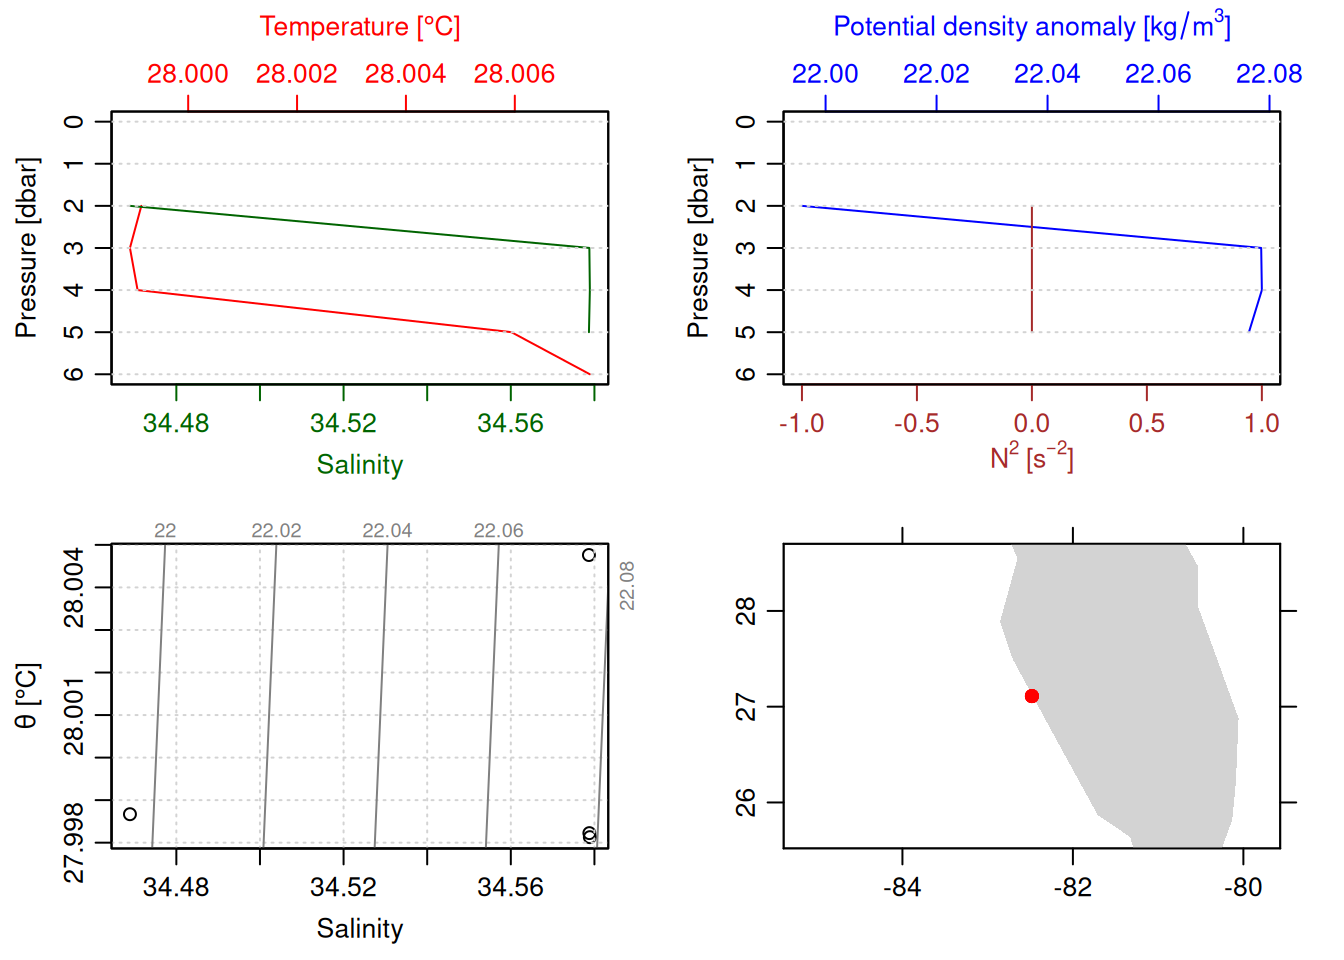 Temperature [°C]
28.000 28.002 28.004 28.006
Pressure [dbar]
0
1
2
3
4
5
6
34.48 34.52 34.56
Salinity
Potential density anomaly [kg/m³]
22.00 22.02 22.04 22.06 22.08
Pressure [dbar]
0
1
2
3
4
5
6
-1.0 -0.5 0.0 0.5 1.0
N² [s⁻²]
22 22.02 22.04 22.06
22.08
θ [°C]
28.004
28.001
27.998
34.48 34.52 34.56
Salinity
28
27
26
-84 -82 -80